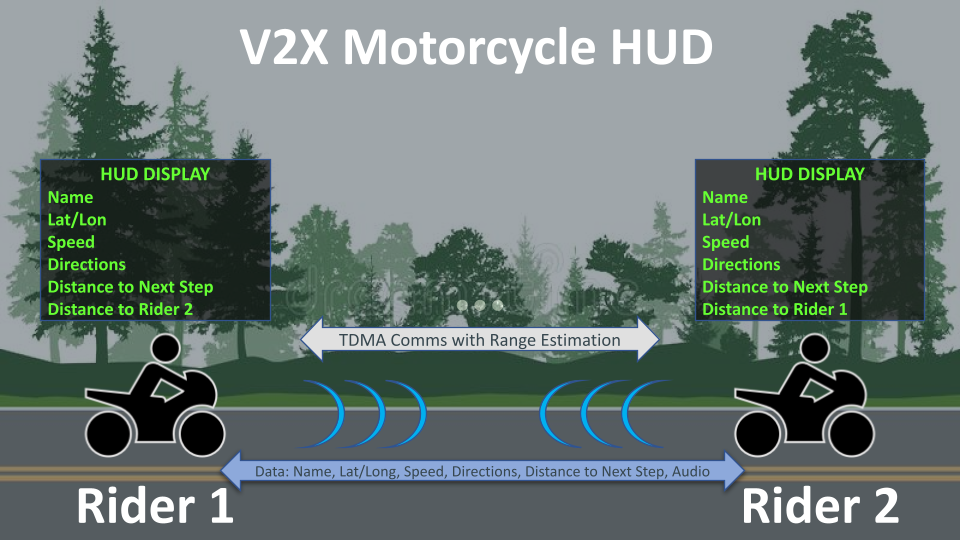 V2X Motorcycle HUD
HUD DISPLAY
Name
Lat/Lon
Speed
Directions
Distance to Next Step
Distance to Rider 2
HUD DISPLAY
Name
Lat/Lon
Speed
Directions
Distance to Next Step
Distance to Rider 1
TDMA Comms with Range Estimation
Data: Name, Lat/Long, Speed, Directions, Distance to Next Step, Audio
Rider 1
Rider 2